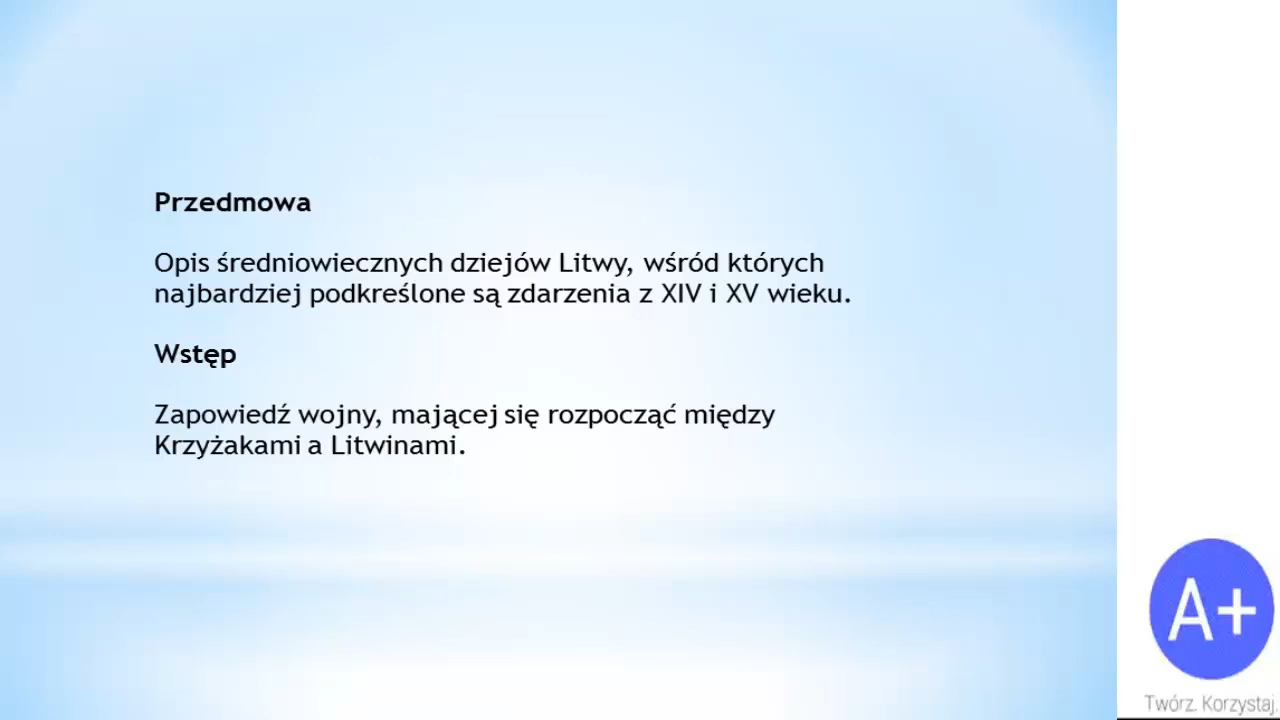 Przedmowa
Opis średniowiecznych dziejów Litwy, wśród których
najbardziej podkreślone są zdarzenia z XIV i XV wieku.
Wstęp
Zapowiedź wojny, mającej się rozpocząć między
Krzyżakami a Litwinami.
A+
Twórz. Korzystaj.